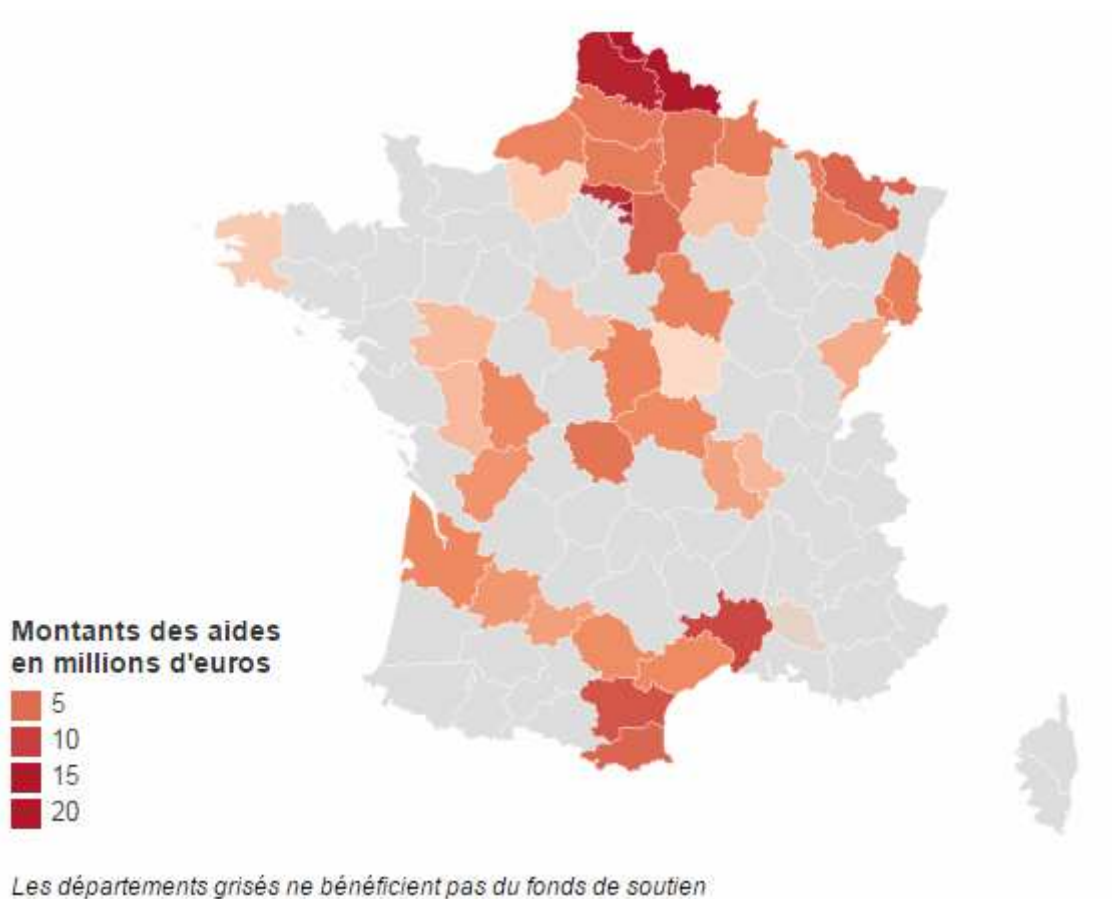 Montants des aides
en millions d'euros
5
10
15
20
Les départements grisés ne bénéficient pas du fonds de soutien